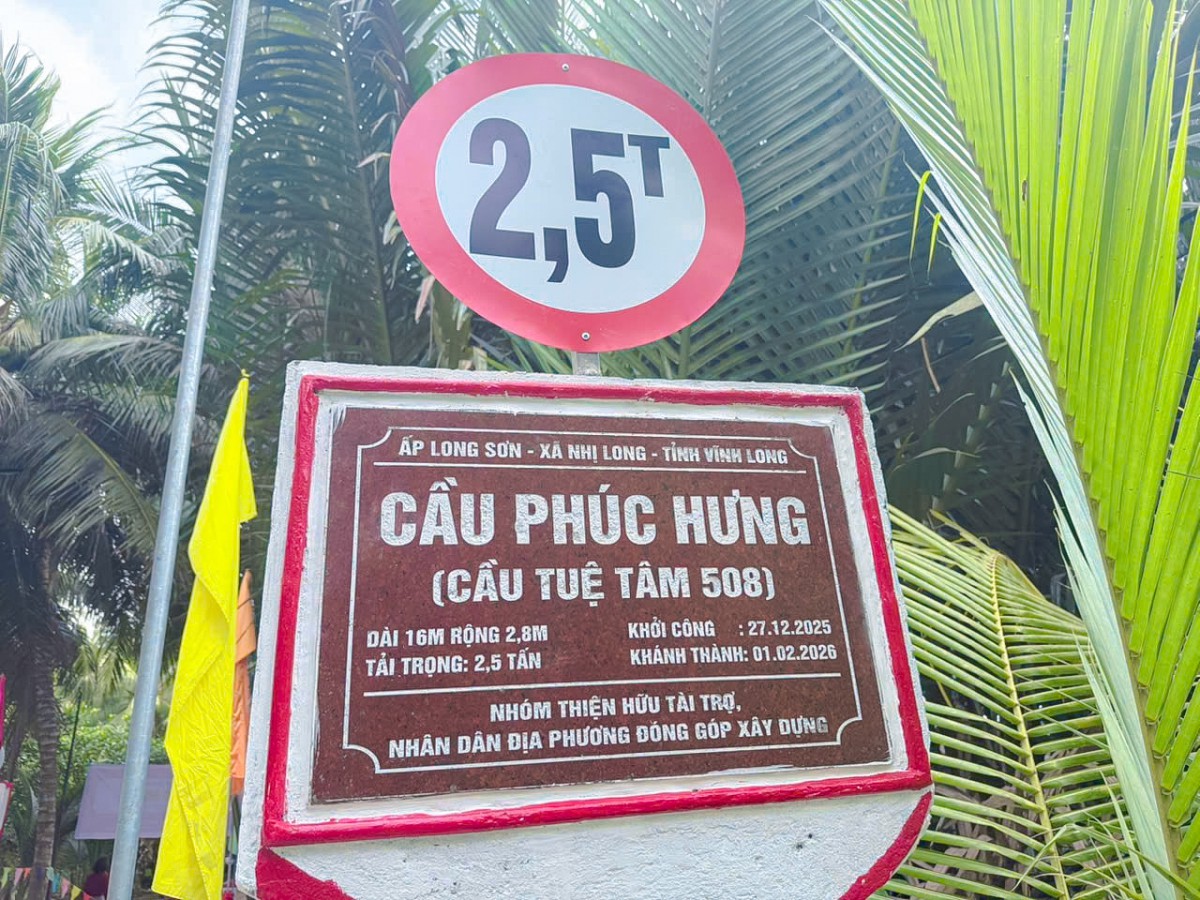 2,5T
ẤP LONG SƠN - XÃ NHỊ LONG - TỈNH VĨNH LONG
CẦU PHÚC HƯNG
(CẦU TUỆ TÂM 508)
DÀI 16M RỘNG 2,8M
TẢI TRỌNG: 2,5 TẤN
KHỞI CÔNG : 27.12.2025
KHÁNH THÀNH: 01.02.2026
NHÓM THIỆN HỮU TÀI TRỢ,
NHÂN DÂN ĐỊA PHƯƠNG ĐÓNG GÓP XÂY DỰNG